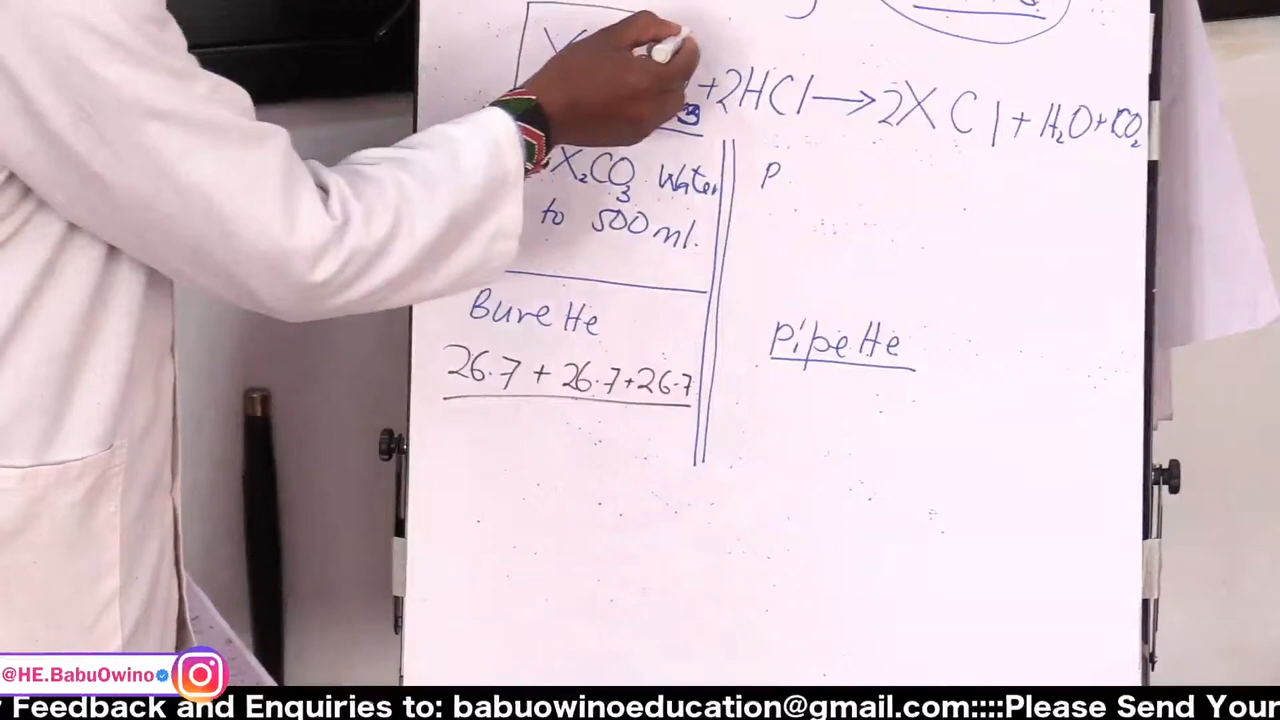 X
+2HCl → 2XCl + H₂O + CO₂
X₂CO₃ Water
to 500ml.
P
Burette
Pipette
26.7 + 26.7 + 26.7
@HE.BabuOwino
Feedback and Enquiries to: babuowinoeducation@gmail.com::::Please Send Your